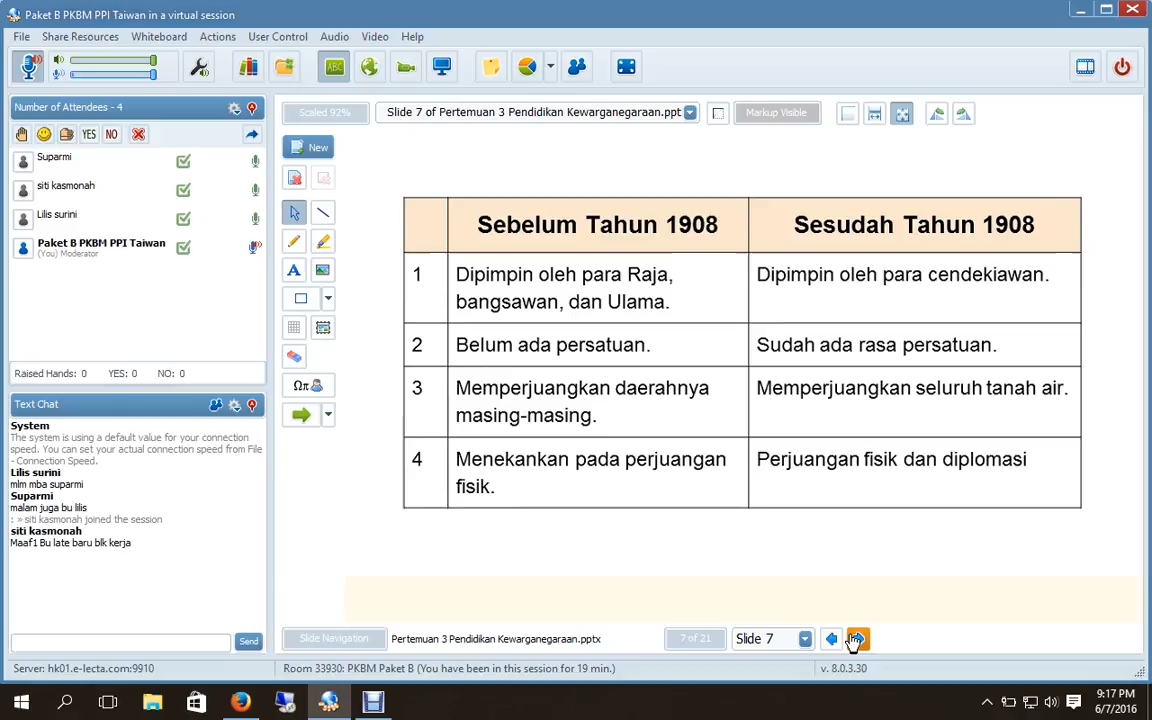 Paket B PKBM PPI Taiwan in a virtual session
File Share Resources Whiteboard Actions User Control Audio Video Help
ABC
Number of Attendees - 4
YES NO
Suparmi
siti kasmonah
Lilis surini
Paket B PKBM PPI Taiwan
(You) Moderator
Raised Hands: 0 YES: 0 NO: 0
Text Chat
System
The system is using a default value for your connection
speed. You can set your actual connection speed from File
- Connection Speed.
Lilis surini
mlm mba suparmi
Suparmi
malam juga bu lilis
: » siti kasmonah joined the session
siti kasmonah
Maaf1 Bu late baru blk kerja
Send
Scaled 92% Slide 7 of Pertemuan 3 Pendidikan Kewarganegaraan.ppt Markup Visible
New
A
Ωπ
Sebelum Tahun 1908 Sesudah Tahun 1908
1 Dipimpin oleh para Raja, Dipimpin oleh para cendekiawan.
bangsawan, dan Ulama.
2 Belum ada persatuan. Sudah ada rasa persatuan.
3 Memperjuangkan daerahnya Memperjuangkan seluruh tanah air.
masing-masing.
4 Menekankan pada perjuangan Perjuangan fisik dan diplomasi
fisik.
Slide Navigation Pertemuan 3 Pendidikan Kewarganegaraan.pptx 7 of 21 Slide 7
Server: hk01.e-lecta.com:9910 Room 33930: PKBM Paket B (You have been in this session for 19 min.) v. 8.0.3.30
9:17 PM
6/7/2016